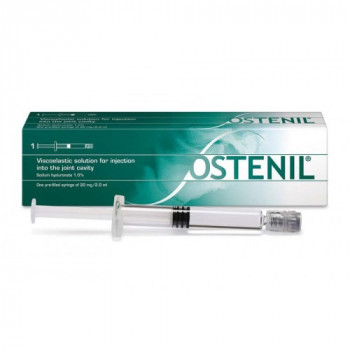 1
Viscoelastic solution for injection
into the joint cavity
Sodium hyaluronate 1.0%
One prefilled syringe of 20 mg / 2.0 ml
OSTENIL®